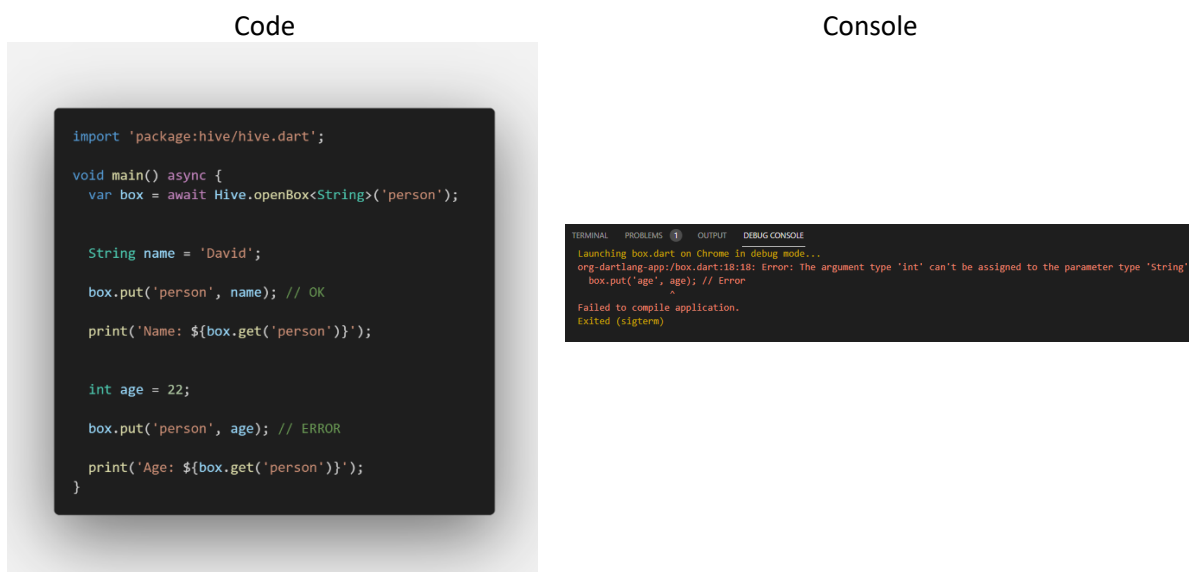 Code
Console
import 'package:hive/hive.dart';
void main() async {
  var box = await Hive.openBox<String>('person');
  String name = 'David';
  box.put('person', name); // OK
  print('Name: ${box.get('person')}');
  int age = 22;
  box.put('person', age); // ERROR
  print('Age: ${box.get('person')}');
}
TERMINAL PROBLEMS 1 OUTPUT DEBUG CONSOLE
Launching box.dart on Chrome in debug mode...
org-dartlang-app:/box.dart:18:18: Error: The argument type 'int' can't be assigned to the parameter type 'String'
  box.put('age', age); // Error
                 ^
Failed to compile application.
Exited (sigterm)